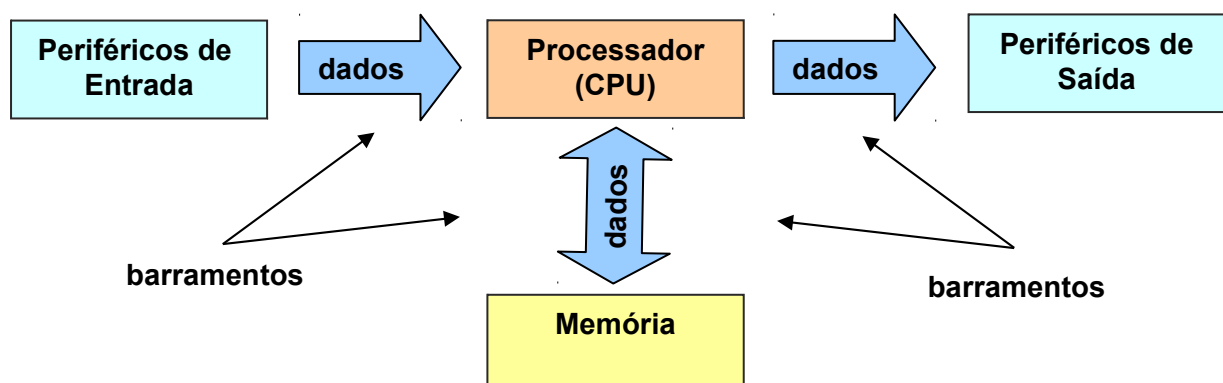 Periféricos de
Entrada
dados
Processador
(CPU)
dados
Periféricos de
Saída
dados
barramentos
barramentos
Memória